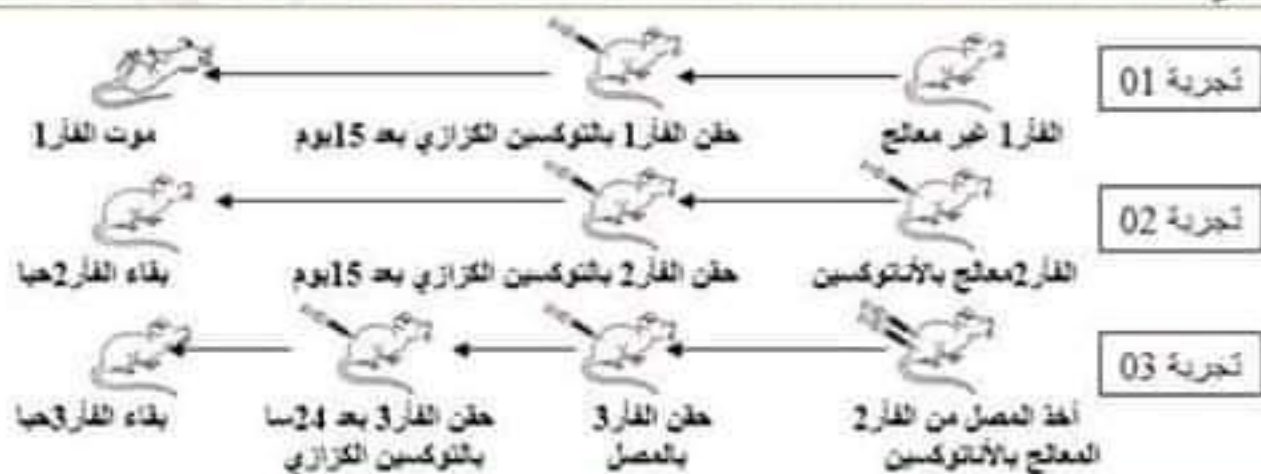 تجربة 01
الفأر1 غير معالج
حقن الفأر1 بالتوكسين الكزازي بعد 15يوم
موت الفأر1
تجربة 02
الفأر2معالج بالأناتوكسين
حقن الفأر2 بالتوكسين الكزازي بعد 15يوم
بقاء الفأر2حيا
تجربة 03
أخذ المصل من الفأر2
المعالج بالأناتوكسين
حقن الفأر3
بالمصل
حقن الفأر3 بعد 24سا
بالتوكسين الكزازي
بقاء الفأر3حيا